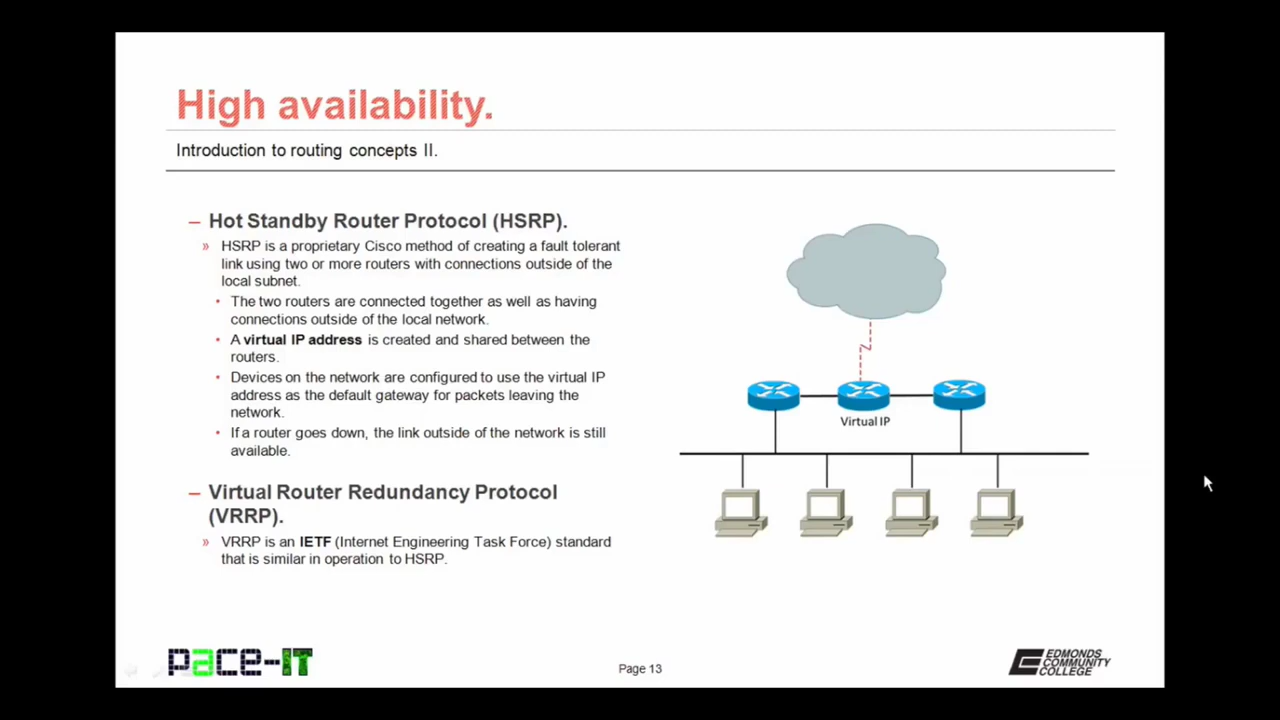 High availability.
Introduction to routing concepts II.
– Hot Standby Router Protocol (HSRP).
» HSRP is a proprietary Cisco method of creating a fault tolerant
link using two or more routers with connections outside of the
local subnet.
• The two routers are connected together as well as having
connections outside of the local network.
• A virtual IP address is created and shared between the
routers.
• Devices on the network are configured to use the virtual IP
address as the default gateway for packets leaving the
network.
• If a router goes down, the link outside of the network is still
available.
– Virtual Router Redundancy Protocol
(VRRP).
» VRRP is an IETF (Internet Engineering Task Force) standard
that is similar in operation to HSRP.
Virtual IP
pace-IT
Page 13
EDMONDS
COMMUNITY
COLLEGE